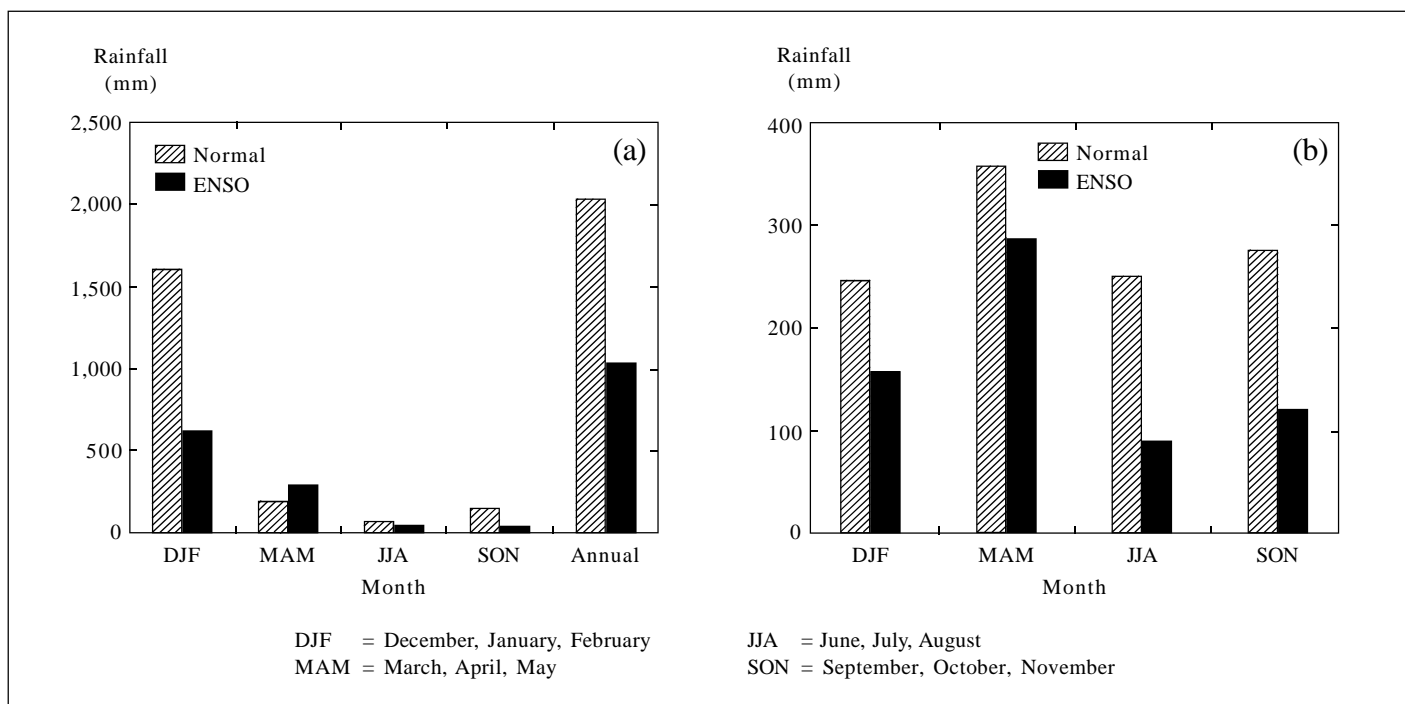 Rainfall
(mm)
2,500
2,000
1,500
1,000
500
0
Normal
ENSO
(a)
DJF MAM JJA SON Annual
Month
Rainfall
(mm)
400
300
200
100
0
Normal
ENSO
(b)
DJF MAM JJA SON
Month
DJF = December, January, February
MAM = March, April, May
JJA = June, July, August
SON = September, October, November